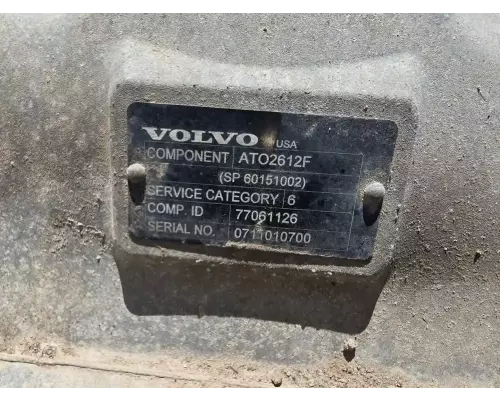 VOLVO USA
COMPONENT ATO2612F
(SP 60151002)
SERVICE CATEGORY 6
COMP. ID 77061126
SERIAL NO. 0711010700